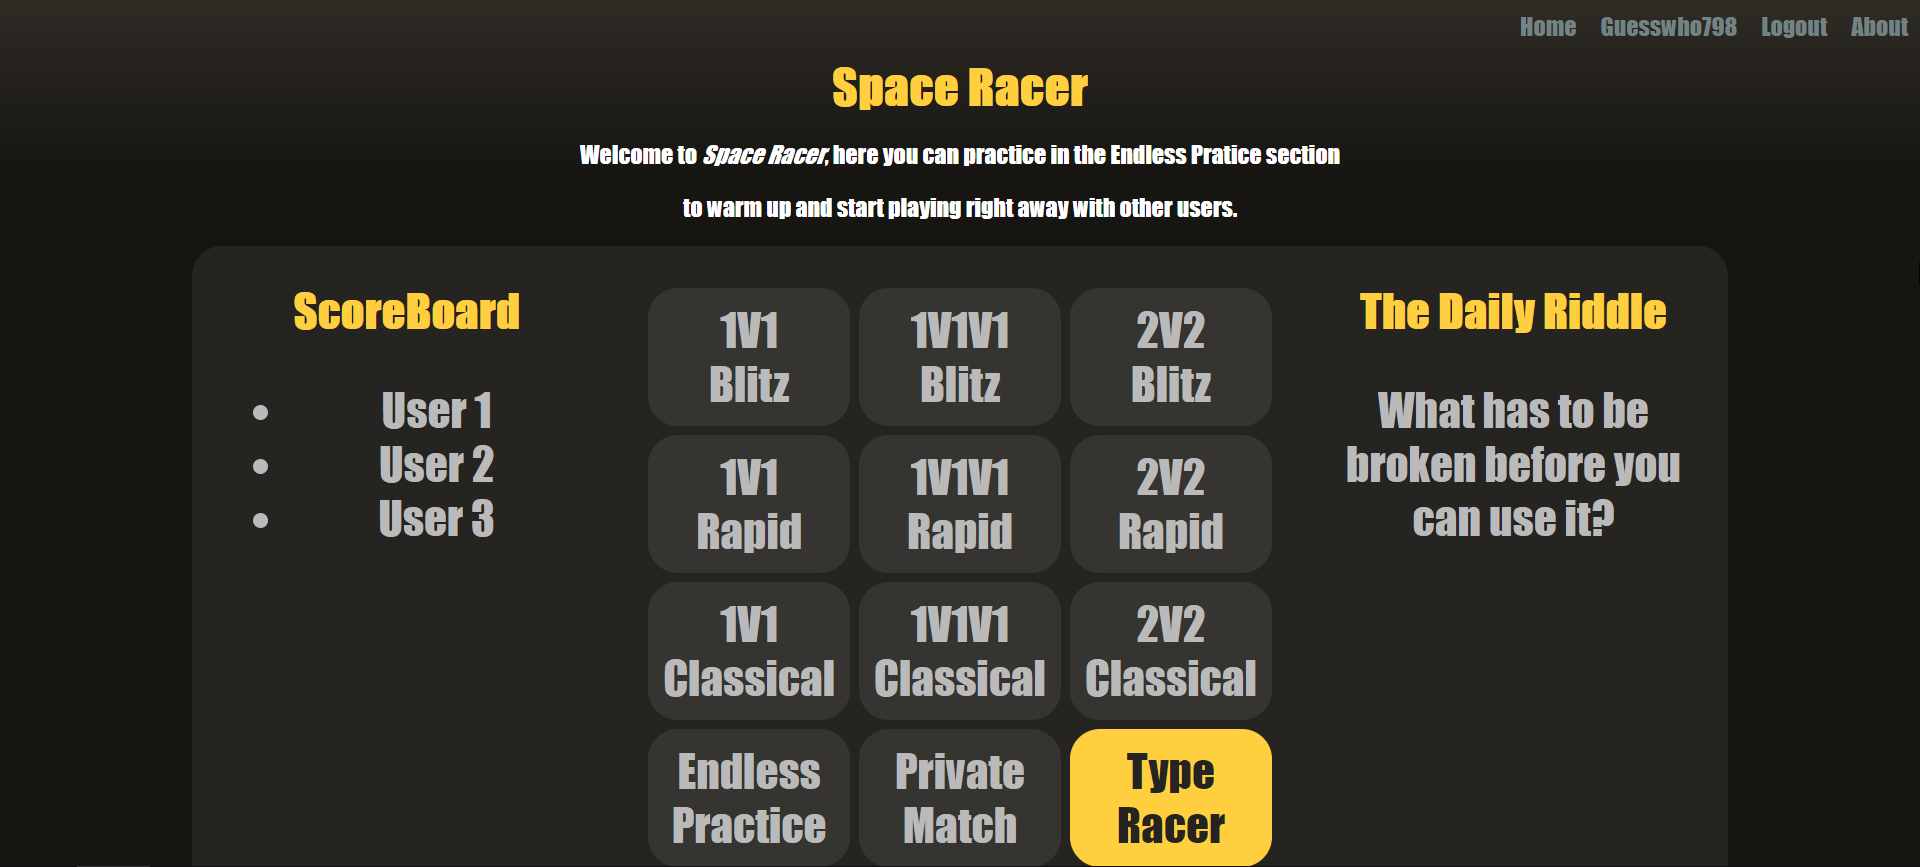 Home Guesswho798 Logout About
Space Racer
Welcome to Space Racer, here you can practice in the Endless Pratice section
to warm up and start playing right away with other users.
ScoreBoard
• User 1
• User 2
• User 3
1V1
Blitz
1V1V1
Blitz
2V2
Blitz
1V1
Rapid
1V1V1
Rapid
2V2
Rapid
1V1
Classical
1V1V1
Classical
2V2
Classical
Endless
Practice
Private
Match
Type
Racer
The Daily Riddle
What has to be
broken before you
can use it?